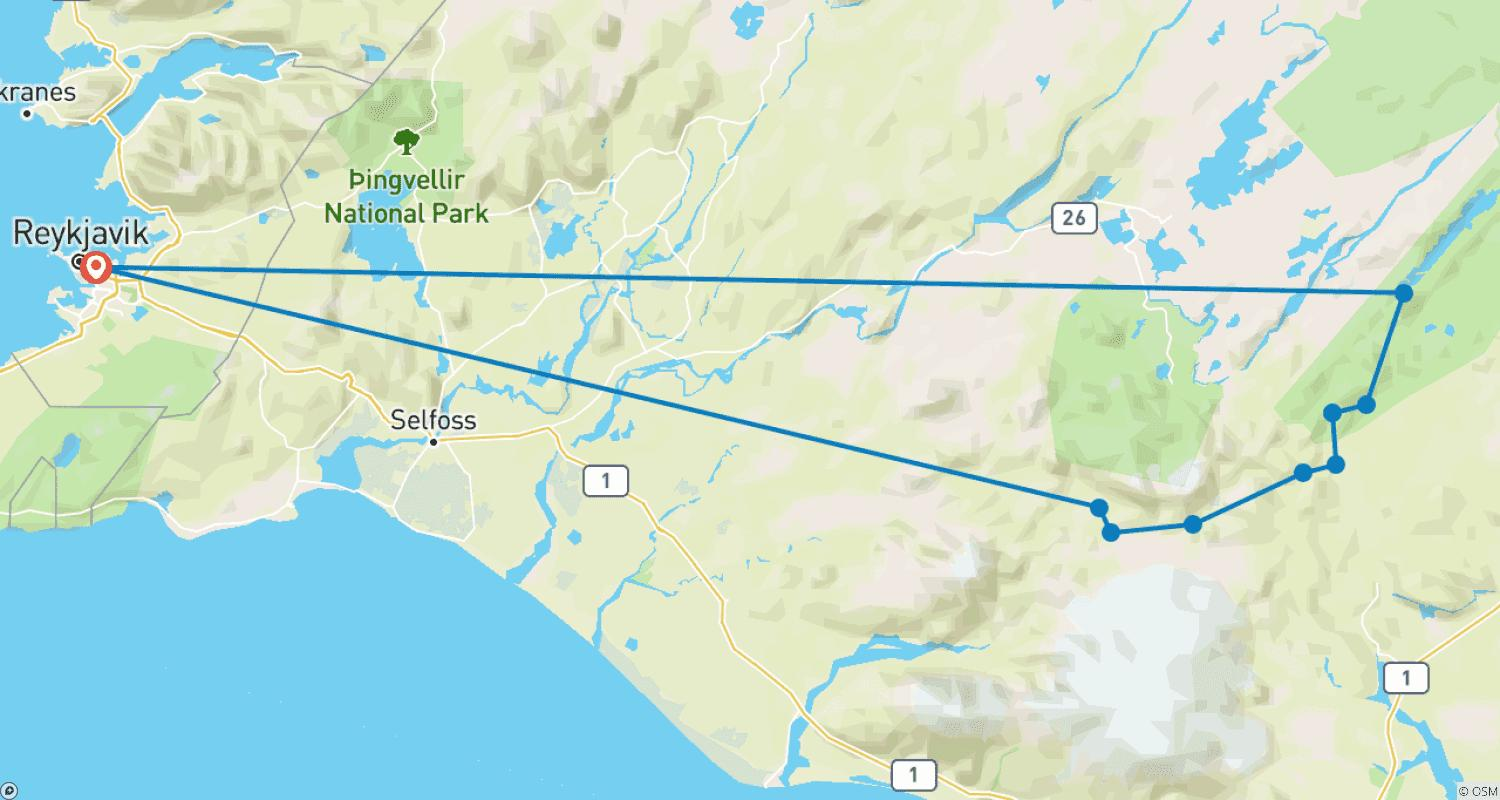 kranes
Þingvellir
National Park
Reykjavik
26
Selfoss
1
1
1
© OSM